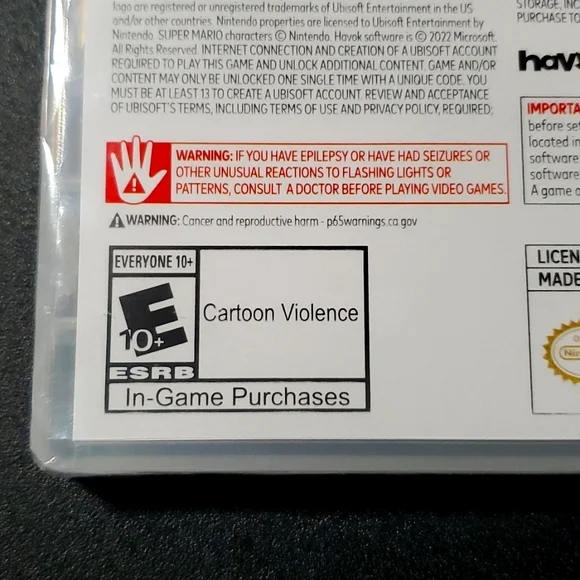 logo are registered or unregistered trademarks of Ubisoft Entertainment in the US
and/or other countries. Nintendo properties are licensed to Ubisoft Entertainment by
Nintendo. SUPER MARIO characters © Nintendo. Havok software is © 2022 Microsoft.
All Rights Reserved. INTERNET CONNECTION AND CREATION OF A UBISOFT ACCOUNT
REQUIRED TO PLAY THIS GAME AND UNLOCK ADDITIONAL CONTENT. GAME AND/OR
CONTENT MAY ONLY BE UNLOCKED ONE SINGLE TIME WITH A UNIQUE CODE. YOU
MUST BE AT LEAST 13 TO CREATE A UBISOFT ACCOUNT. REVIEW AND ACCEPTANCE
OF UBISOFT'S TERMS, INCLUDING TERMS OF USE AND PRIVACY POLICY, REQUIRED;
STORAGE, INC
PURCHASE TO
havo
WARNING: IF YOU HAVE EPILEPSY OR HAVE HAD SEIZURES OR
OTHER UNUSUAL REACTIONS TO FLASHING LIGHTS OR
PATTERNS, CONSULT A DOCTOR BEFORE PLAYING VIDEO GAMES.
IMPORTA
before set
located in
software
software
A game a
WARNING: Cancer and reproductive harm - p65warnings.ca.gov
EVERYONE 10+
E
10+
ESRB
Cartoon Violence
In-Game Purchases
LICEN
MADE
Nin